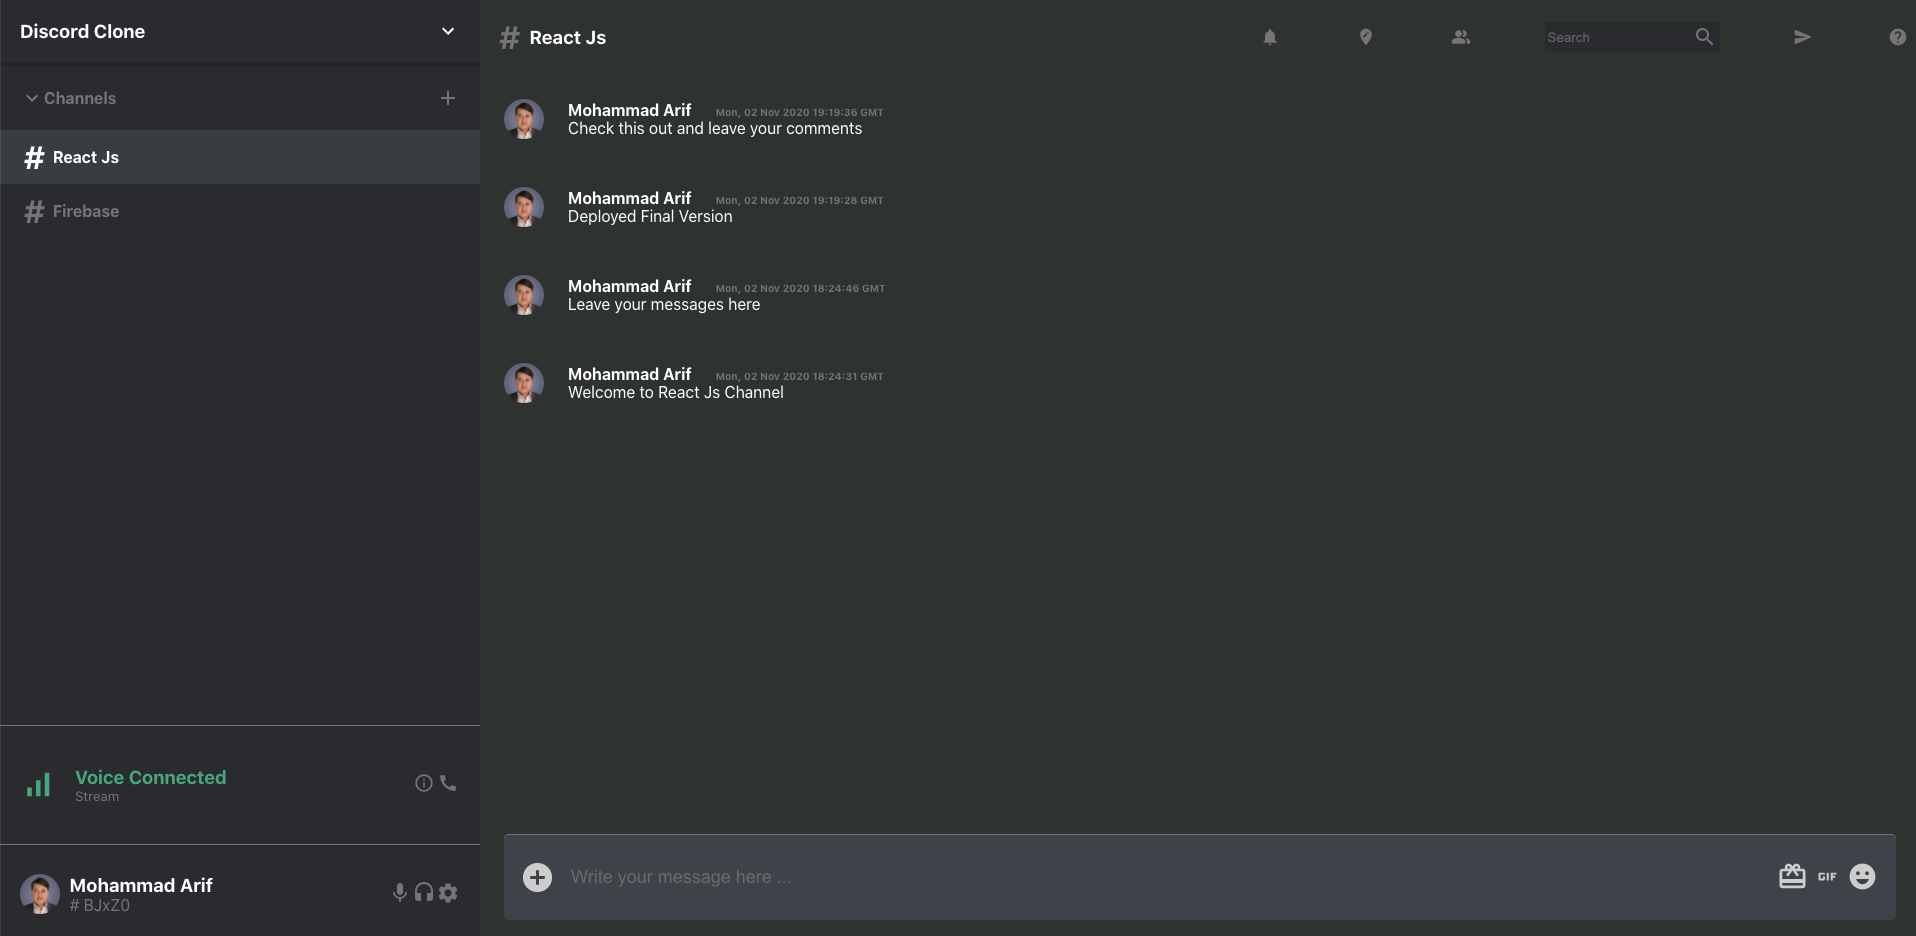 Discord Clone
Channels
# React Js
# Firebase
Voice Connected
Stream
Mohammad Arif
# BJxZ0
# React Js
Search
Mohammad Arif Mon, 02 Nov 2020 19:19:36 GMT
Check this out and leave your comments
Mohammad Arif Mon, 02 Nov 2020 19:19:28 GMT
Deployed Final Version
Mohammad Arif Mon, 02 Nov 2020 18:24:46 GMT
Leave your messages here
Mohammad Arif Mon, 02 Nov 2020 18:24:31 GMT
Welcome to React Js Channel
Write your message here ...
GIF